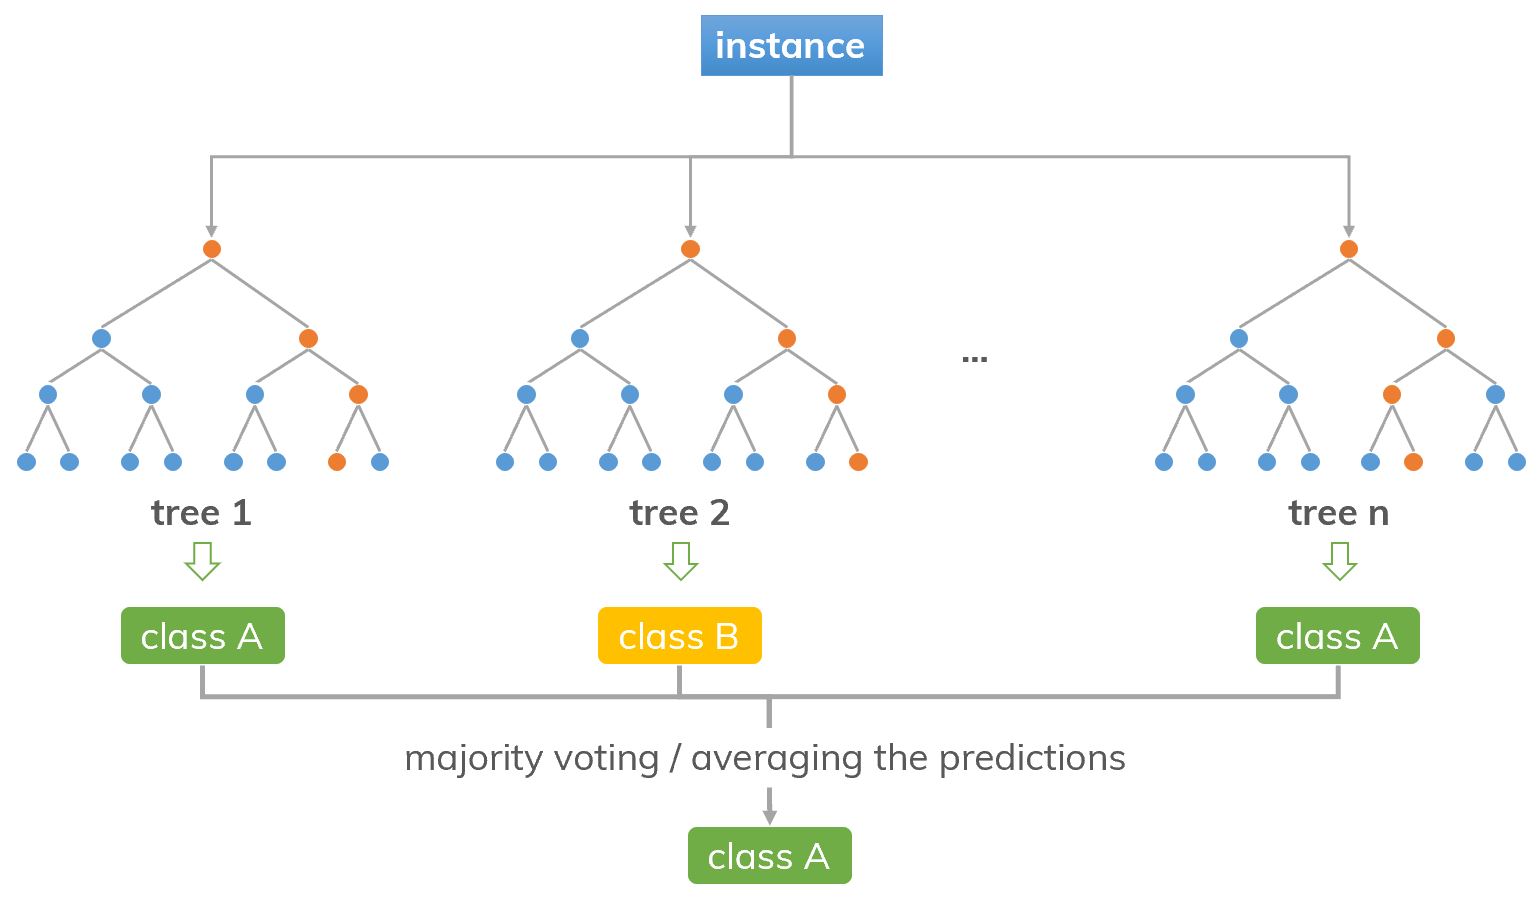 instance
...
tree 1
tree 2
tree n
class A
class B
class A
majority voting / averaging the predictions
class A